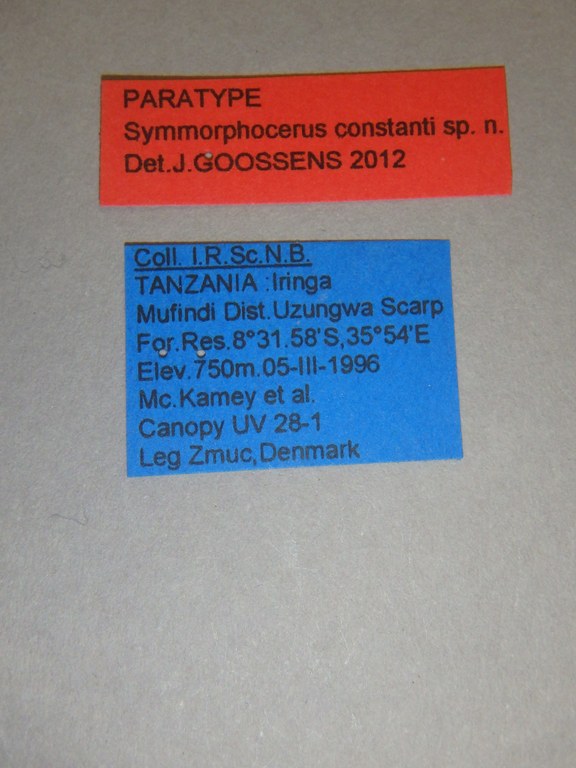 PARATYPE
Symmorphocerus constanti sp. n.
Det.J.GOOSSENS 2012
Coll. I.R.Sc.N.B.
TANZANIA :Iringa
Mufindi Dist.Uzungwa Scarp
For.Res.8°31.58'S,35°54'E
Elev.750m.05-III-1996
Mc.Kamey et al.
Canopy UV 28-1
Leg Zmuc,Denmark